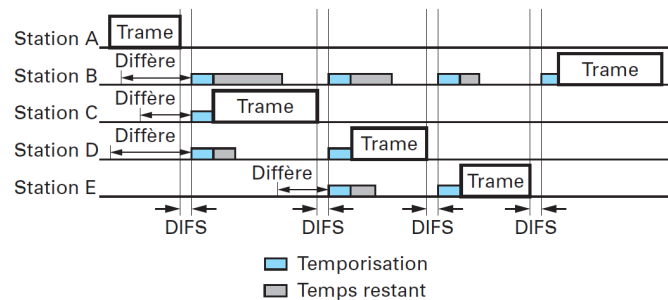 Station A Trame
Différe
Station B Trame
Différe
Station C Trame
Différe
Station D Trame
Différe
Station E Trame
DIFS DIFS DIFS DIFS
Temporisation
Temps restant